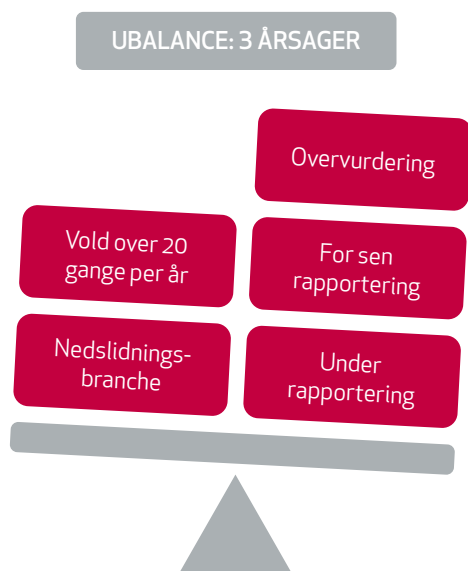 UBALANCE: 3 ÅRSAGER
Overvurdering
Vold over 20
gange per år
For sen
rapportering
Nedslidnings-
branche
Under
rapportering